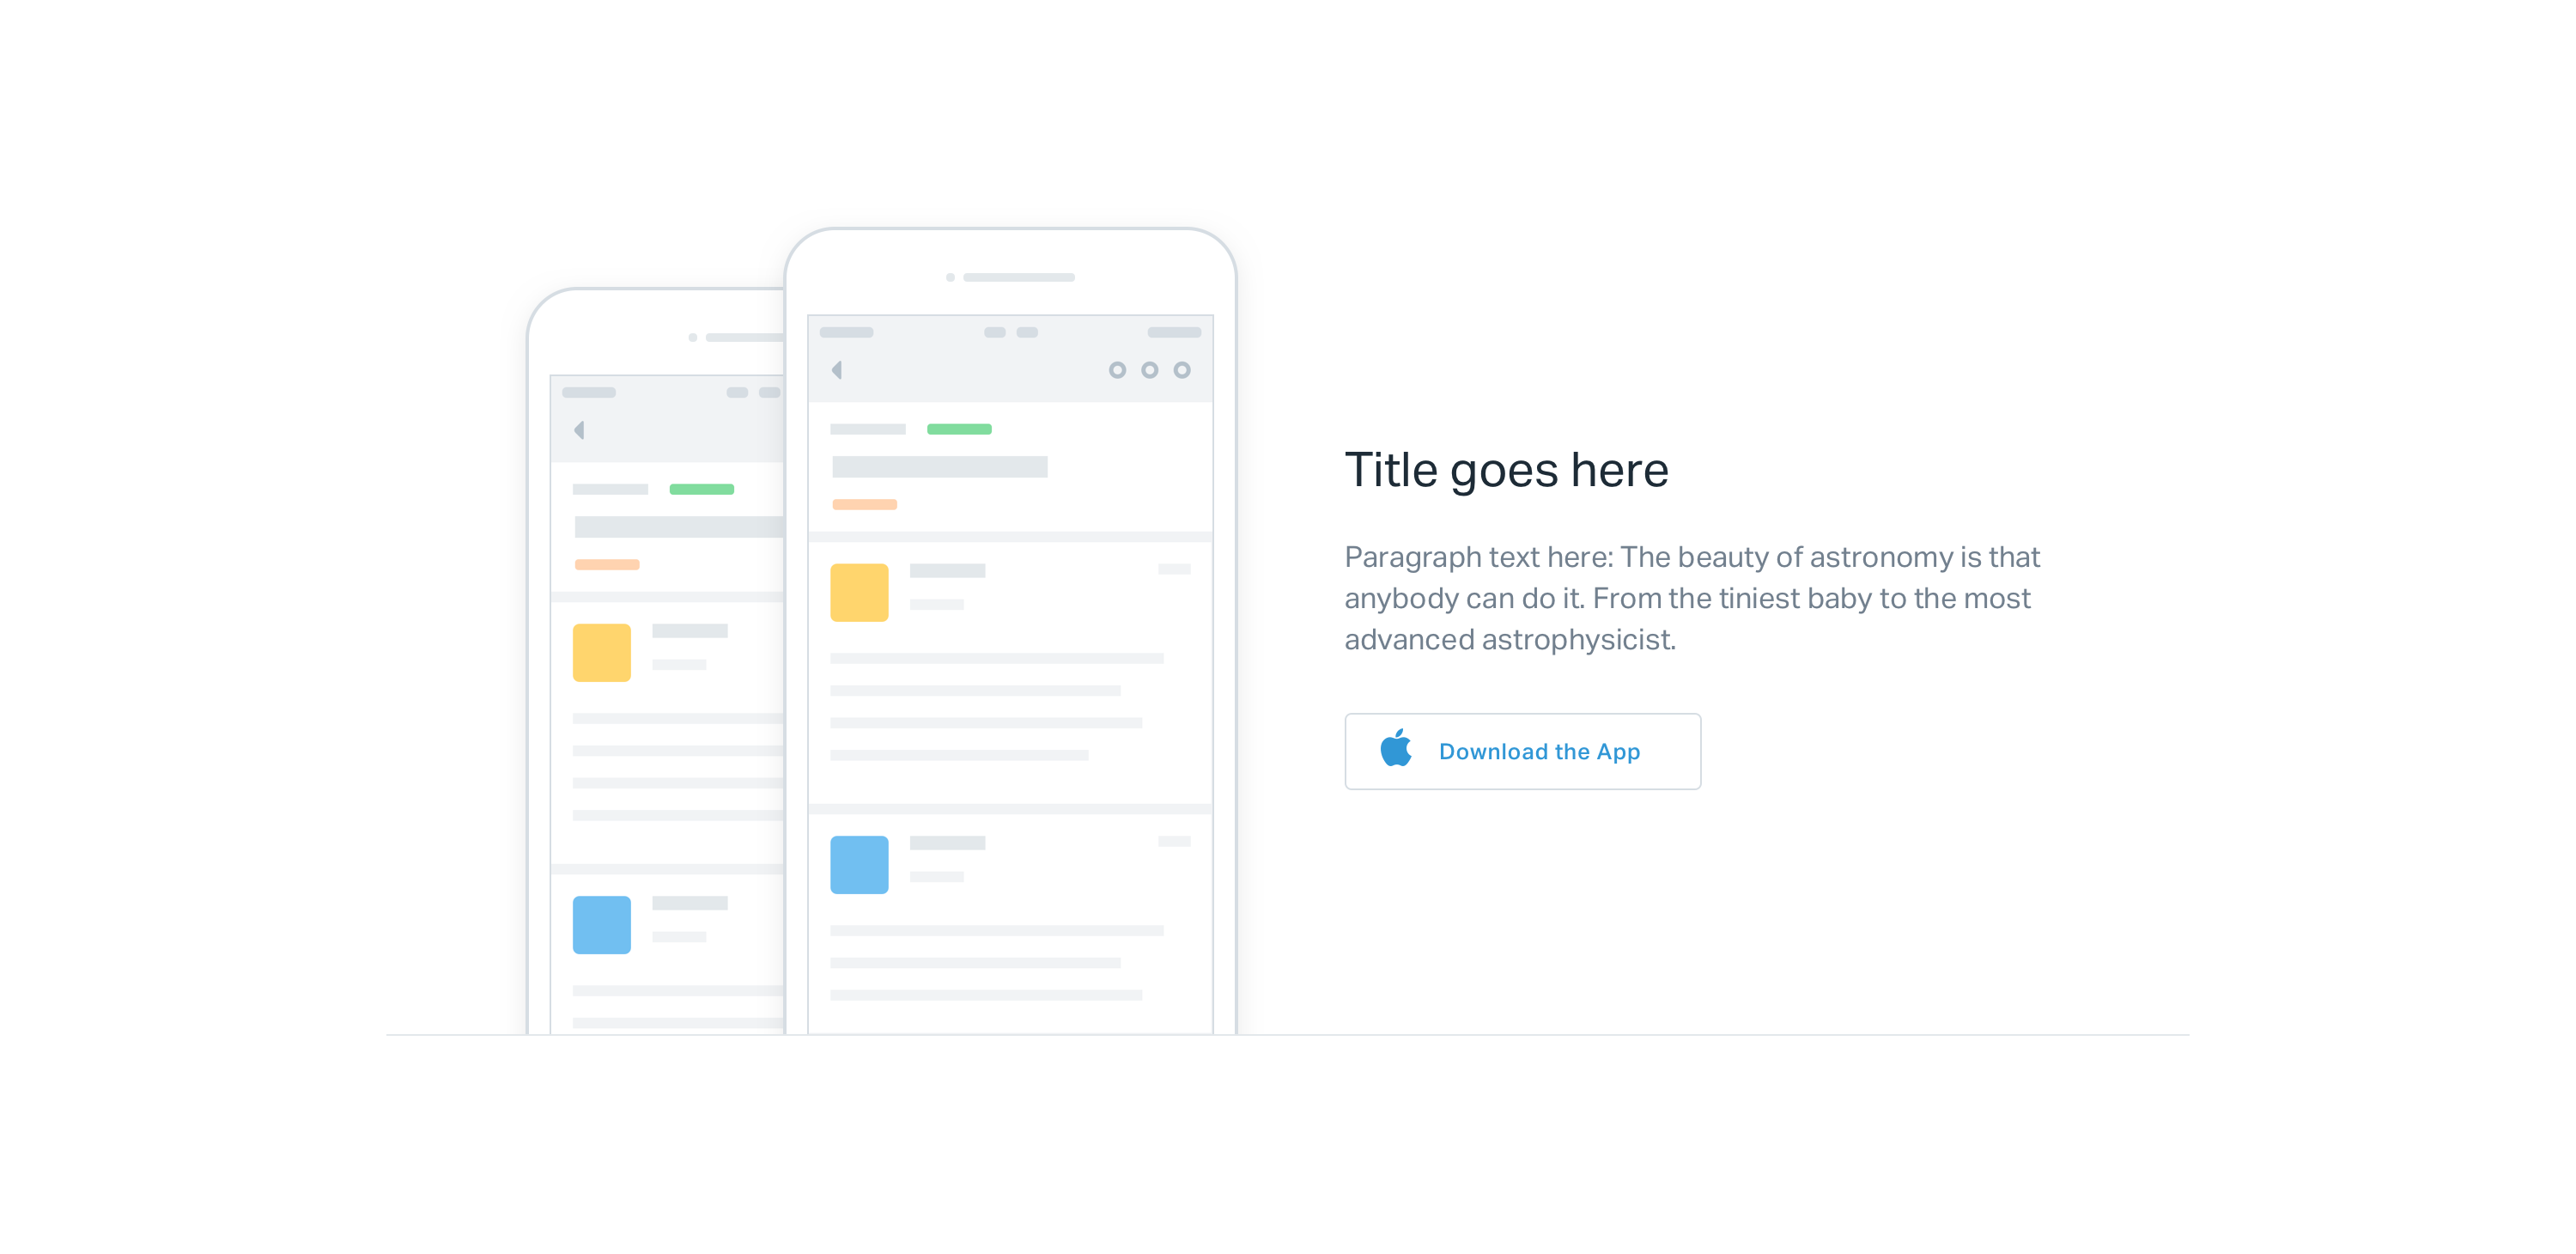 Title goes here
Paragraph text here: The beauty of astronomy is that
anybody can do it. From the tiniest baby to the most
advanced astrophysicist.
Download the App